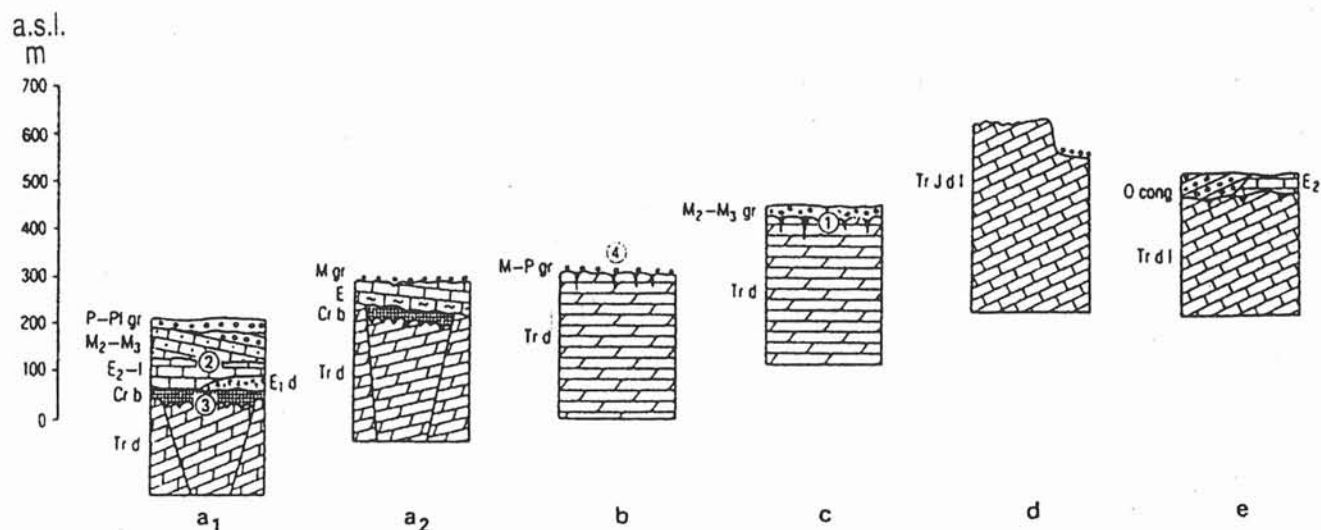 a.s.l.
m
700
600
500
400
300
200
100
0
P–Pl gr
M₂–M₃
E₂–l
Cr b
Tr d
2
3
E₁ d
a₁
M gr
E
Cr b
Tr d
a₂
4
M–P gr
Tr d
b
M₂–M₃ gr
1
Tr d
c
Tr J d l
d
O cong
E₂
Tr d l
e